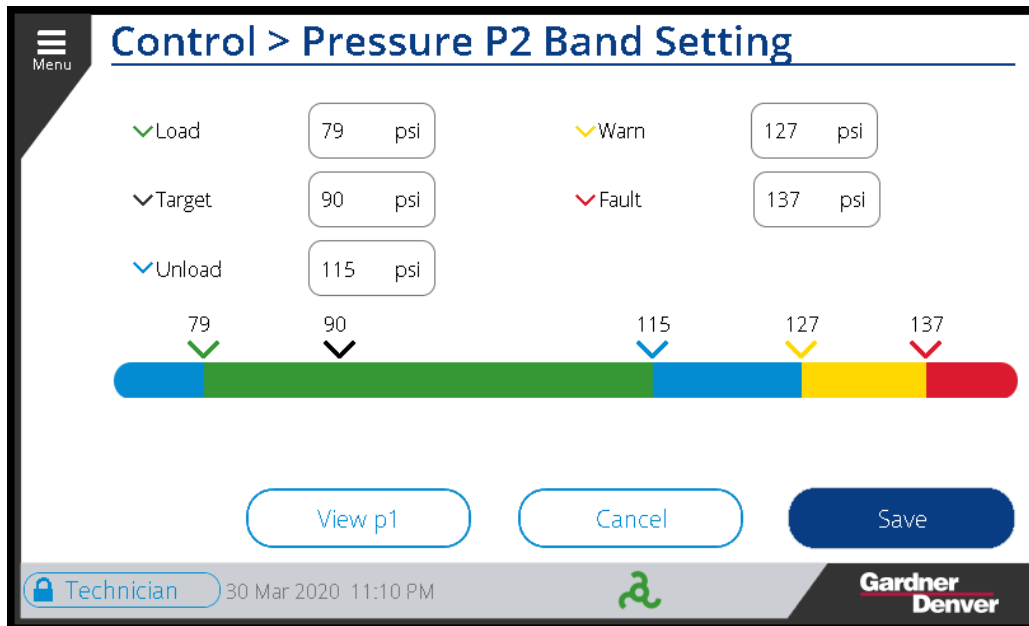 Menu
Control > Pressure P2 Band Setting
Load 79 psi Warn 127 psi
Target 90 psi Fault 137 psi
Unload 115 psi
79 90 115 127 137
View p1 Cancel Save
Technician 30 Mar 2020 11:10 PM
Gardner
Denver